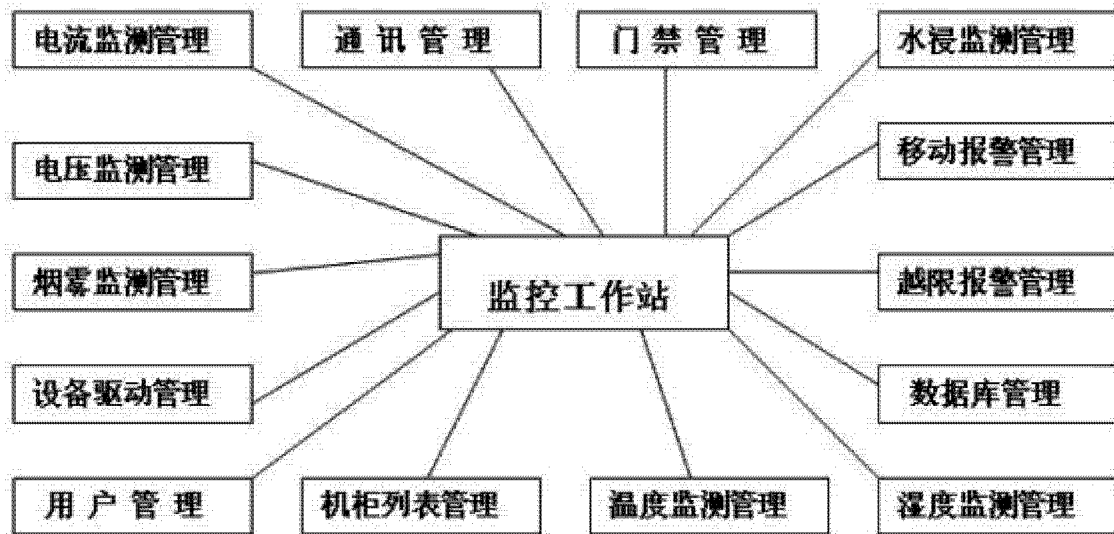 电流监测管理
通讯管理
门禁管理
水浸监测管理
电压监测管理
移动报警管理
烟雾监测管理
监控工作站
越限报警管理
设备驱动管理
数据库管理
用户管理
机柜列表管理
温度监测管理
湿度监测管理